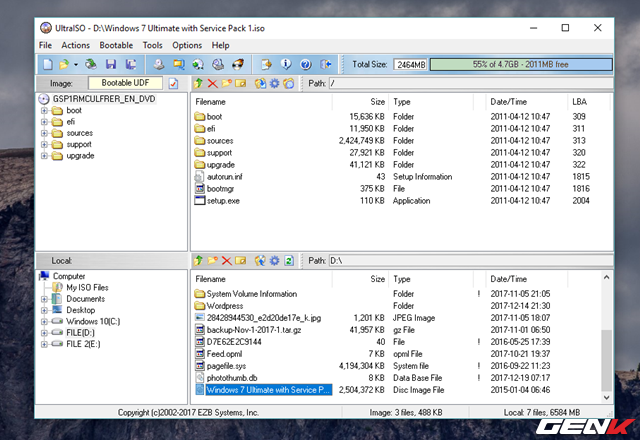 UltraISO - D:\Windows 7 Ultimate with Service Pack 1.iso
File Actions Bootable Tools Options Help
Total Size: 2464MB 55% of 4.7GB - 2011MB free
Image: Bootable UDF Path: /
GSP1RMCULFRER_EN_DVD
boot
efi
sources
support
upgrade
Filename Size Type Date/Time LBA
boot 15,636 KB Folder 2011-04-12 10:47 309
efi 11,950 KB Folder 2011-04-12 10:47 311
sources 2,424,749 KB Folder 2011-04-12 10:47 313
support 27,921 KB Folder 2011-04-12 10:47 320
upgrade 41,121 KB Folder 2011-04-12 10:47 322
autorun.inf 43 Setup Information 2011-04-12 10:47 1815
bootmgr 375 KB File 2011-04-12 10:47 1816
setup.exe 110 KB Application 2011-04-12 10:47 2004
Local: Path: D:\
Computer
My ISO Files
Documents
Desktop
Windows 10(C:)
FILE(D:)
FILE 2(E:)
Filename Size Type Date/Time
System Volume Information Folder ! 2017-11-05 21:05
Wordpress Folder 2017-12-14 21:30
28428944530_e2d20de17e_k.jpg 1,201 KB JPEG Image 2017-11-05 18:07
backup-Nov-1-2017-1.tar.gz 41,957 KB gz File 2017-11-01 06:50
D7E62E2C9144 40 File ! 2016-05-25 17:39
Feed.opml 7 KB opml File 2017-10-21 19:37
pagefile.sys 4,194,304 KB System file ! 2016-09-22 11:23
photothumb.db 8 KB Data Base File ! 2017-12-19 07:17
Windows 7 Ultimate with Service P... 2,504,372 KB Disc Image File 2015-01-04 06:46
Copyright (c)2002-2017 EZB Systems, Inc. Image: 3 files, 488 KB Local: 7 files, 6584 MB
GENK